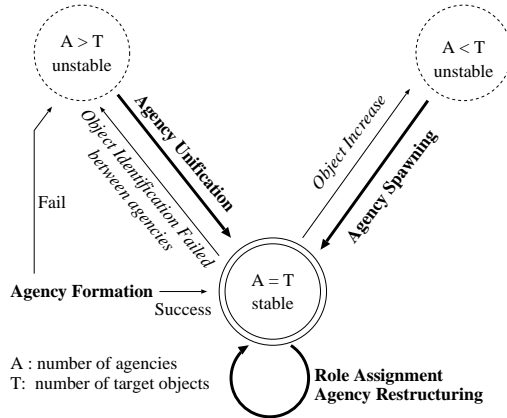 A > T
unstable
A < T
unstable
Agency Unification
Object Identification Failed
between agencies
Object Increase
Agency Spawning
Fail
Agency Formation
Success
A = T
stable
A : number of agencies
T: number of target objects
Role Assignment
Agency Restructuring